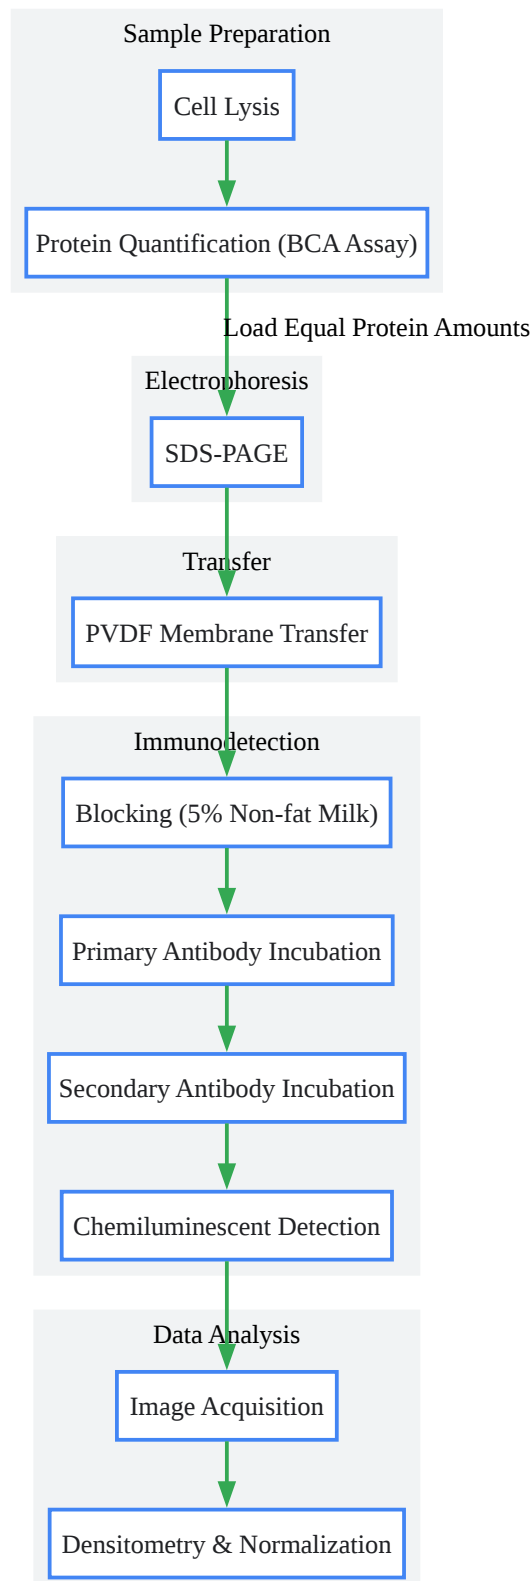 Sample Preparation
Cell Lysis
Protein Quantification (BCA Assay)
Load Equal Protein Amounts
Electrophoresis
SDS-PAGE
Transfer
PVDF Membrane Transfer
Immunodetection
Blocking (5% Non-fat Milk)
Primary Antibody Incubation
Secondary Antibody Incubation
Chemiluminescent Detection
Data Analysis
Image Acquisition
Densitometry & Normalization